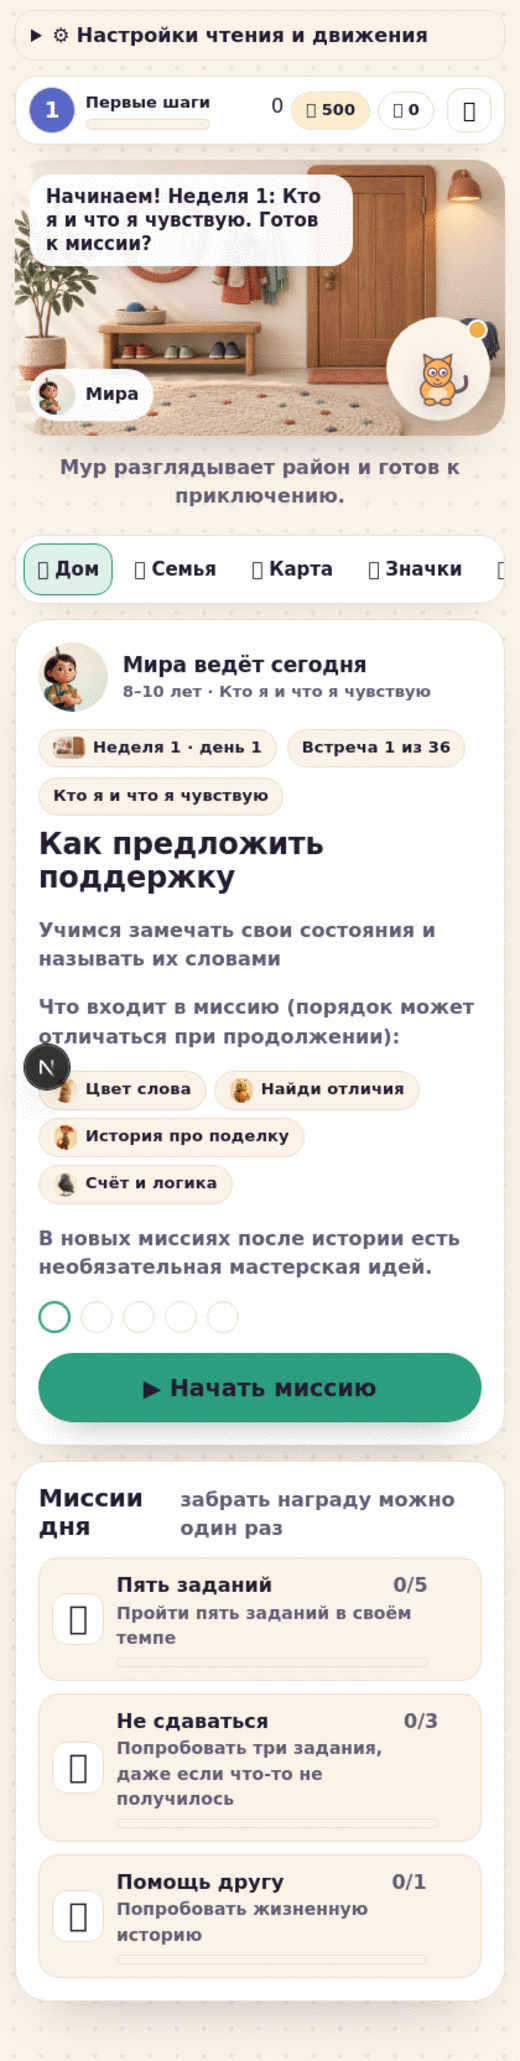 ▶ ⚙ Настройки чтения и движения
1
Первые шаги
0
500
0
Начинаем! Неделя 1: Кто
я и что я чувствую. Готов
к миссии?
Мира
Мур разглядывает район и готов к
приключению.
Дом
Семья
Карта
Значки
Мира ведёт сегодня
8–10 лет · Кто я и что я чувствую
Неделя 1 · день 1
Встреча 1 из 36
Кто я и что я чувствую
Как предложить
поддержку
Учимся замечать свои состояния и
называть их словами
Что входит в миссию (порядок может
отличаться при продолжении):
N
Цвет слова
Найди отличия
История про поделку
Счёт и логика
В новых миссиях после истории есть
необязательная мастерская идей.
▶ Начать миссию
Миссии
дня
забрать награду можно
один раз
Пять заданий
0/5
Пройти пять заданий в своём
темпе
Не сдаваться
0/3
Попробовать три задания,
даже если что-то не
получилось
Помощь другу
0/1
Попробовать жизненную
историю